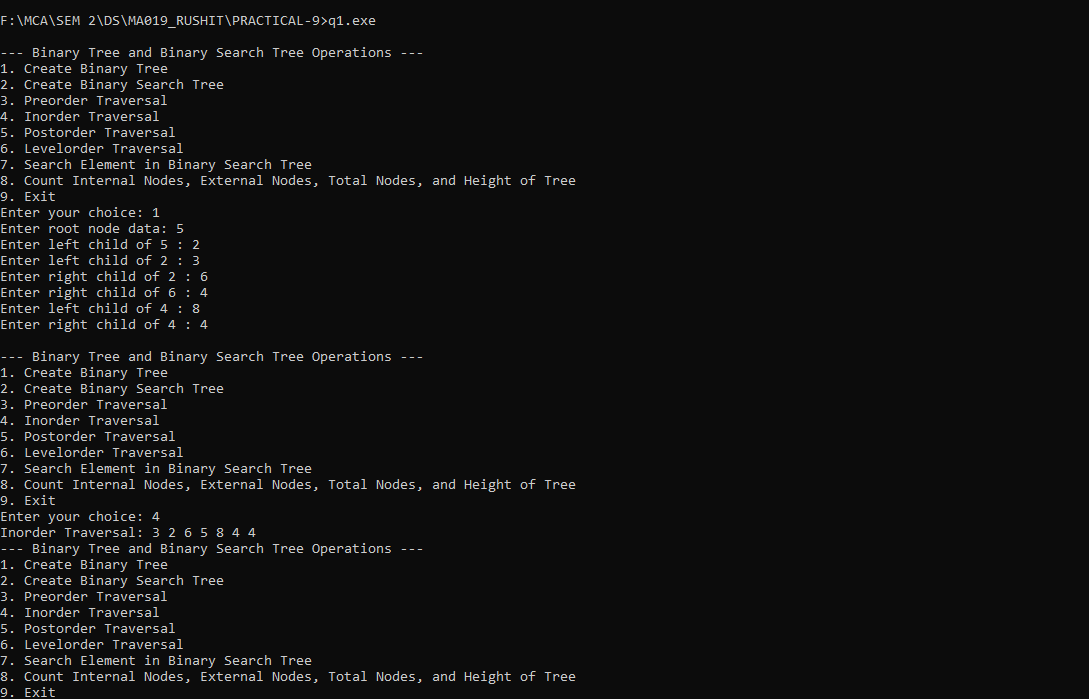 F:\MCA\SEM 2\DS\MA019_RUSHIT\PRACTICAL-9>q1.exe
--- Binary Tree and Binary Search Tree Operations ---
1. Create Binary Tree
2. Create Binary Search Tree
3. Preorder Traversal
4. Inorder Traversal
5. Postorder Traversal
6. Levelorder Traversal
7. Search Element in Binary Search Tree
8. Count Internal Nodes, External Nodes, Total Nodes, and Height of Tree
9. Exit
Enter your choice: 1
Enter root node data: 5
Enter left child of 5 : 2
Enter left child of 2 : 3
Enter right child of 2 : 6
Enter right child of 6 : 4
Enter left child of 4 : 8
Enter right child of 4 : 4
--- Binary Tree and Binary Search Tree Operations ---
1. Create Binary Tree
2. Create Binary Search Tree
3. Preorder Traversal
4. Inorder Traversal
5. Postorder Traversal
6. Levelorder Traversal
7. Search Element in Binary Search Tree
8. Count Internal Nodes, External Nodes, Total Nodes, and Height of Tree
9. Exit
Enter your choice: 4
Inorder Traversal: 3 2 6 5 8 4 4
--- Binary Tree and Binary Search Tree Operations ---
1. Create Binary Tree
2. Create Binary Search Tree
3. Preorder Traversal
4. Inorder Traversal
5. Postorder Traversal
6. Levelorder Traversal
7. Search Element in Binary Search Tree
8. Count Internal Nodes, External Nodes, Total Nodes, and Height of Tree
9. Exit